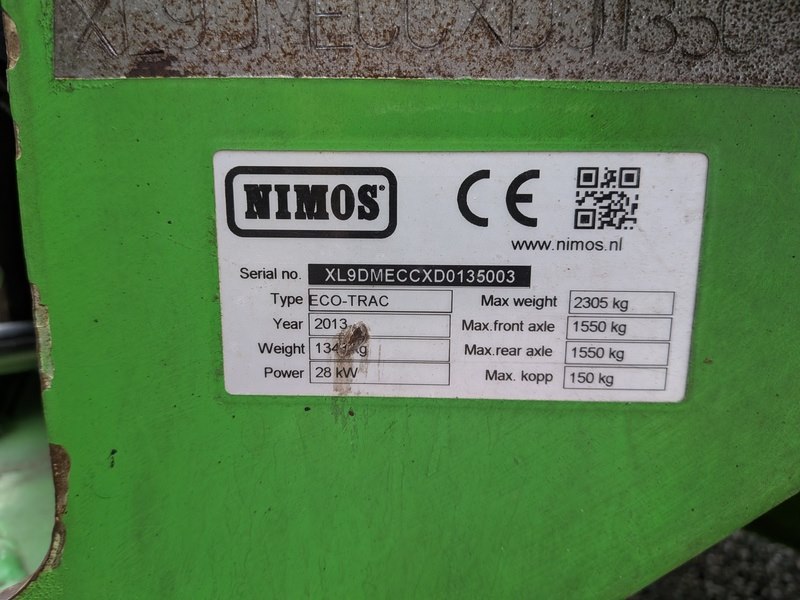 NIMOS®
CE
www.nimos.nl
Serial no. XL9DMECCXD0135003
Type ECO-TRAC
Year 2013
Weight
Power 28 kW
Max weight 2305 kg
Max.front axle 1550 kg
Max.rear axle 1550 kg
Max. kopp 150 kg